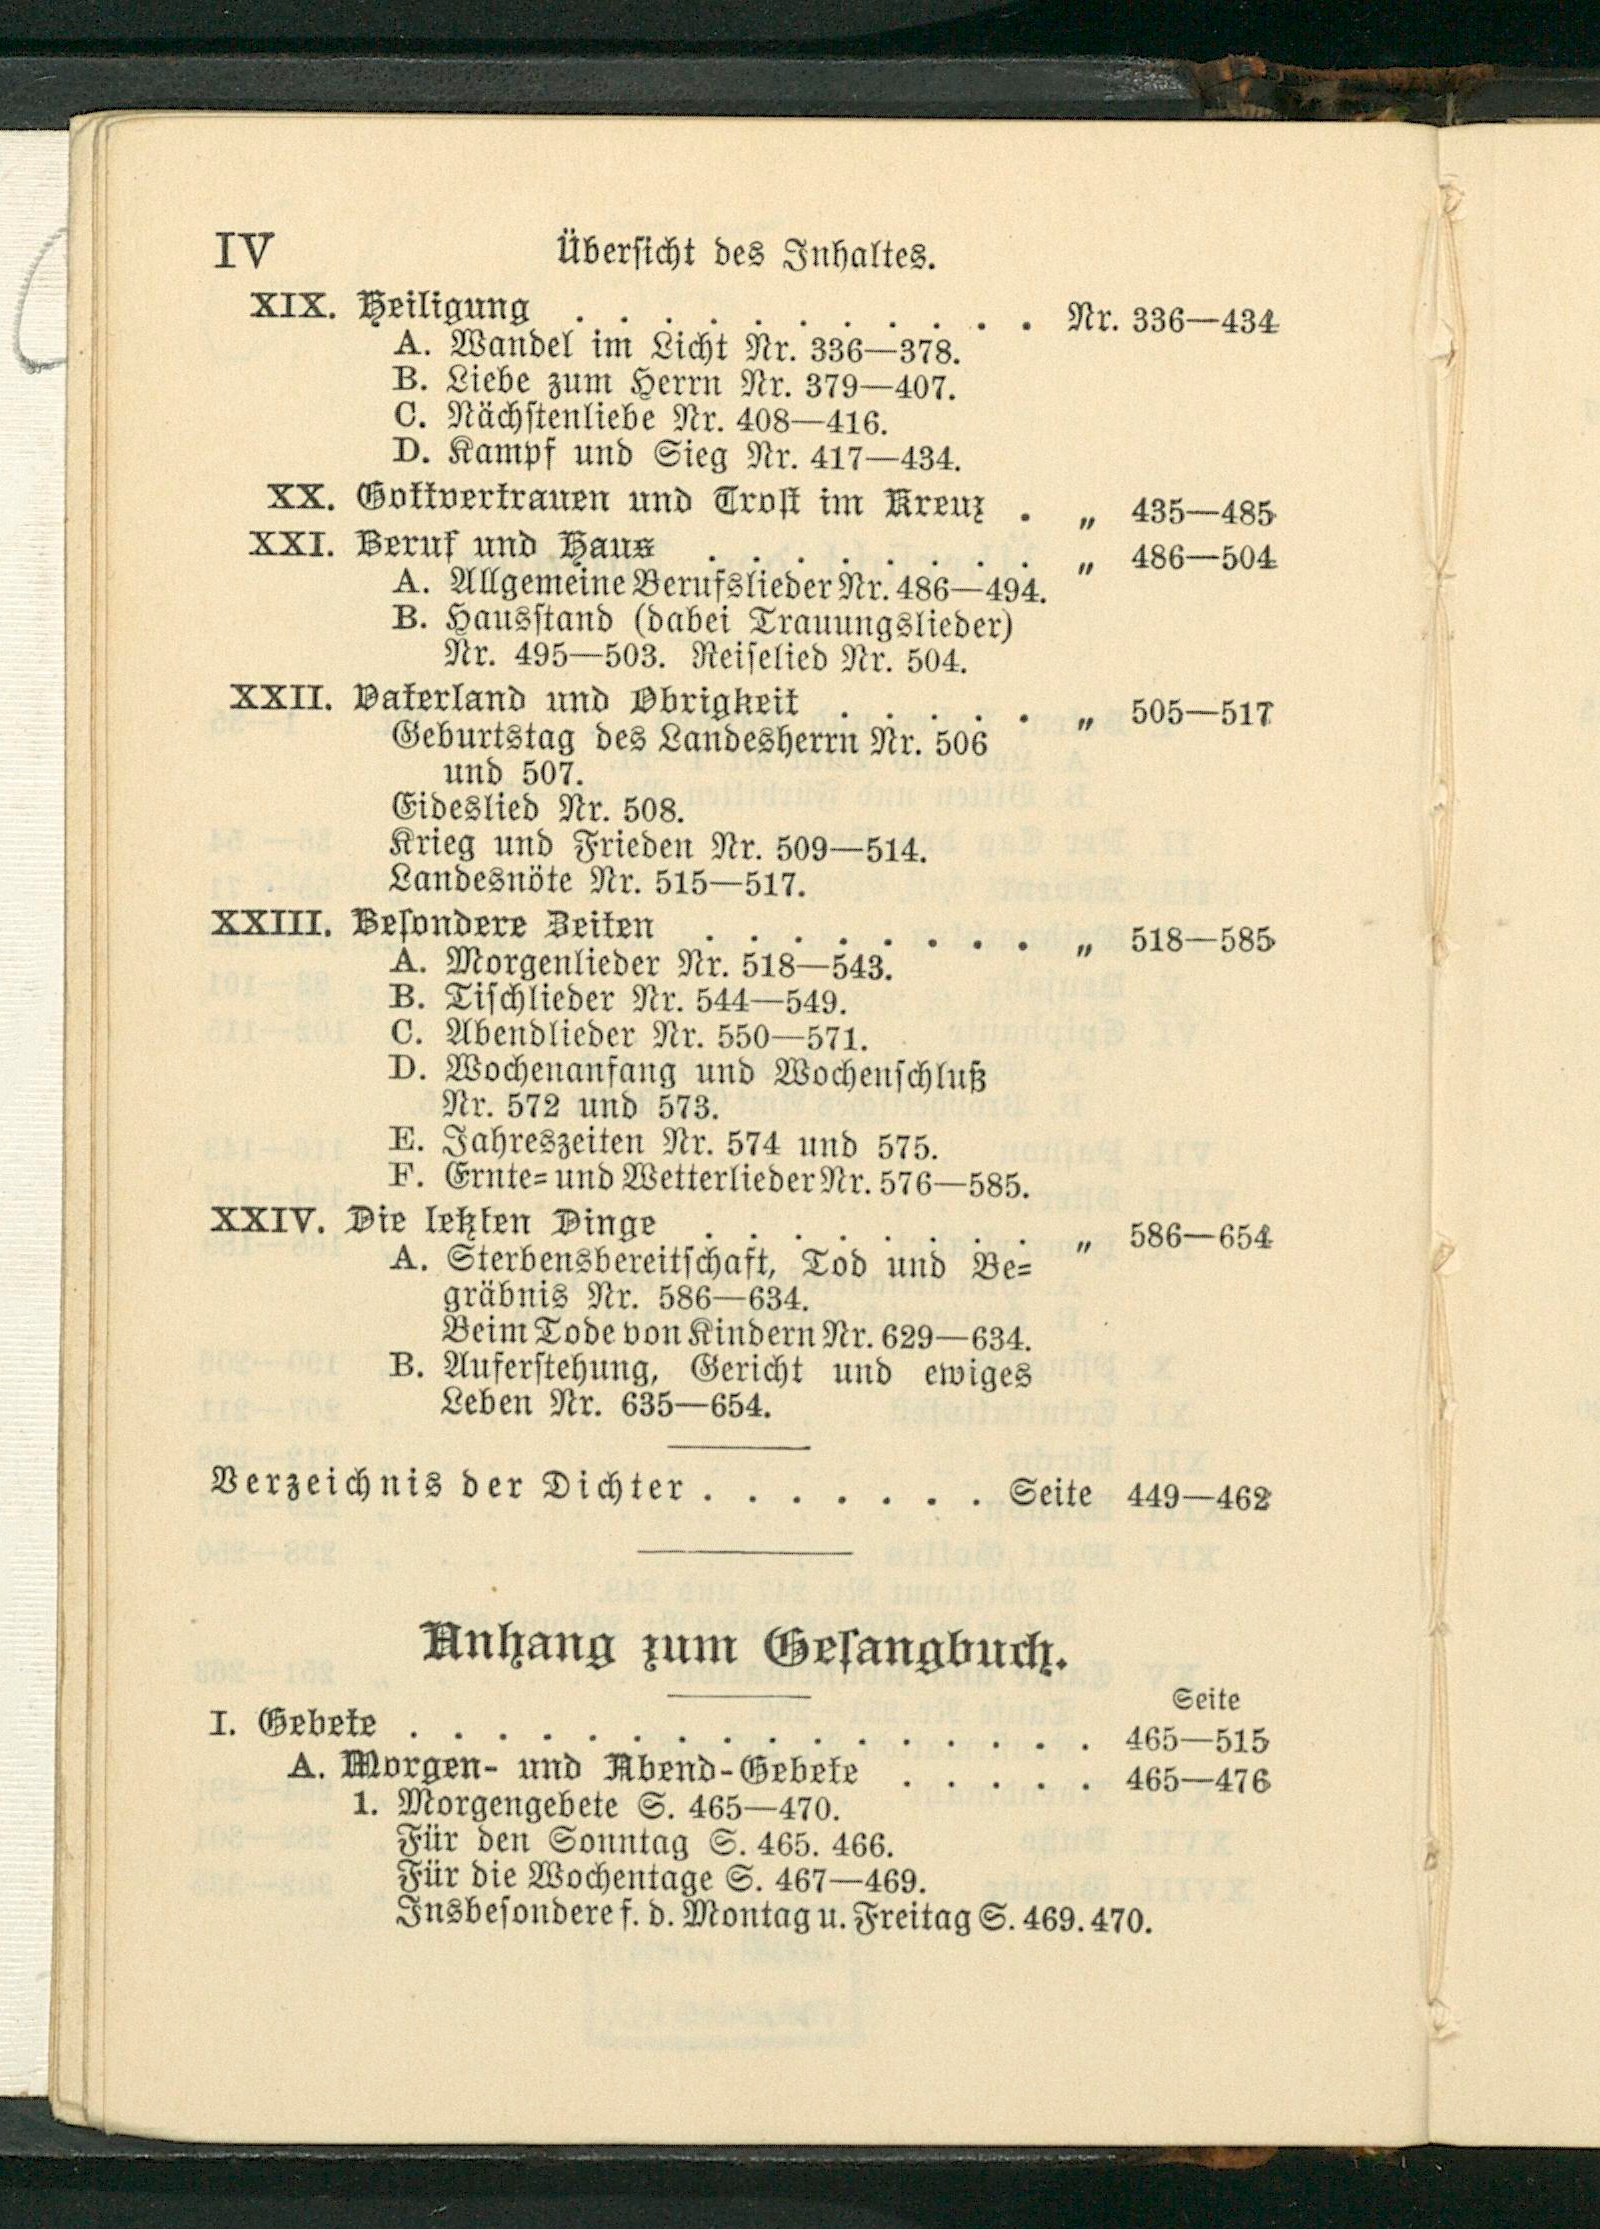 IV Übersicht des Inhaltes.
XIX. Heiligung . . . . . . . . . . . Nr. 336—434
A. Wandel im Licht Nr. 336—378.
B. Liebe zum Herrn Nr. 379—407.
C. Nächstenliebe Nr. 408—416.
D. Kampf und Sieg Nr. 417—434.
XX. Gottvertrauen und Trost im Kreuz . „ 435—485
XXI. Beruf und Haus . . . . . . . . „ 486—504
A. Allgemeine Berufslieder Nr. 486—494.
B. Hausstand (dabei Trauungslieder)
Nr. 495—503. Reiselied Nr. 504.
XXII. Vaterland und Obrigkeit . . . . . „ 505—517
Geburtstag des Landesherrn Nr. 506
und 507.
Eideslied Nr. 508.
Krieg und Frieden Nr. 509—514.
Landesnöte Nr. 515—517.
XXIII. Besondere Zeiten . . . . . . . . „ 518—585
A. Morgenlieder Nr. 518—543.
B. Tischlieder Nr. 544—549.
C. Abendlieder Nr. 550—571.
D. Wochenanfang und Wochenschluß
Nr. 572 und 573.
E. Jahreszeiten Nr. 574 und 575.
F. Ernte- und Wetterlieder Nr. 576—585.
XXIV. Die letzten Dinge . . . . . . . . „ 586—654
A. Sterbensbereitschaft, Tod und Be-
gräbnis Nr. 586—634.
Beim Tode von Kindern Nr. 629—634.
B. Auferstehung, Gericht und ewiges
Leben Nr. 635—654.
Verzeichnis der Dichter . . . . . . . Seite 449—462
Anhang zum Gesangbuch.
Seite
I. Gebete . . . . . . . . . . . . . . . . 465—515
A. Morgen- und Abend-Gebete . . . . . 465—476
1. Morgengebete S. 465—470.
Für den Sonntag S. 465. 466.
Für die Wochentage S. 467—469.
Insbesondere f. d. Montag u. Freitag S. 469. 470.